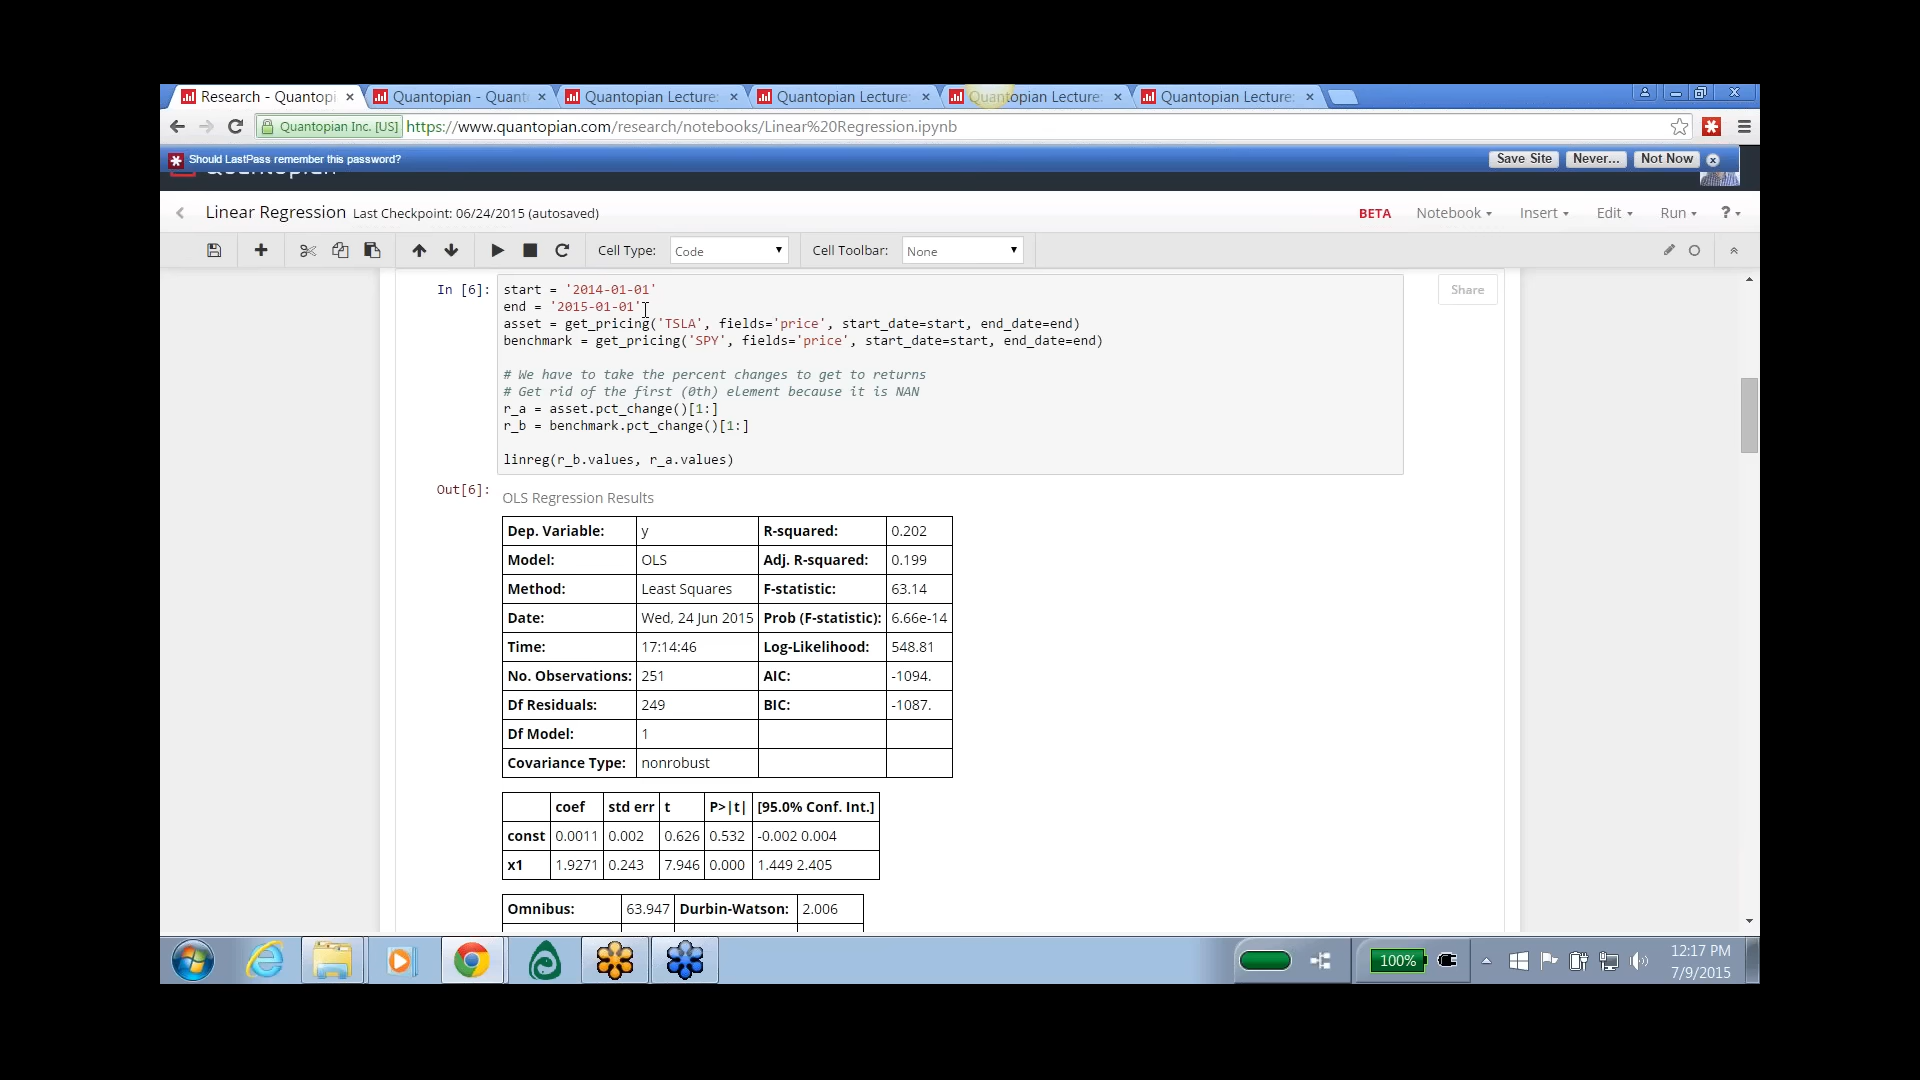 Research - Quantopi
Quantopian - Quant
Quantopian Lecture:
Quantopian Lecture:
Quantopian Lecture:
Quantopian Lecture:
Quantopian Inc. [US] https://www.quantopian.com/research/notebooks/Linear%20Regression.ipynb
Should LastPass remember this password?
Save Site Never... Not Now
Linear Regression Last Checkpoint: 06/24/2015 (autosaved)
BETA Notebook Insert Edit Run ?
Cell Type: Code Cell Toolbar: None
Share
In [6]: start = '2014-01-01'
end = '2015-01-01'
asset = get_pricing('TSLA', fields='price', start_date=start, end_date=end)
benchmark = get_pricing('SPY', fields='price', start_date=start, end_date=end)
# We have to take the percent changes to get to returns
# Get rid of the first (0th) element because it is NAN
r_a = asset.pct_change()[1:]
r_b = benchmark.pct_change()[1:]
linreg(r_b.values, r_a.values)
Out[6]: OLS Regression Results
Dep. Variable: y R-squared: 0.202
Model: OLS Adj. R-squared: 0.199
Method: Least Squares F-statistic: 63.14
Date: Wed, 24 Jun 2015 Prob (F-statistic): 6.66e-14
Time: 17:14:46 Log-Likelihood: 548.81
No. Observations: 251 AIC: -1094.
Df Residuals: 249 BIC: -1087.
Df Model: 1
Covariance Type: nonrobust
coef std err t P>|t| [95.0% Conf. Int.]
const 0.0011 0.002 0.626 0.532 -0.002 0.004
x1 1.9271 0.243 7.946 0.000 1.449 2.405
Omnibus: 63.947 Durbin-Watson: 2.006
100%
12:17 PM
7/9/2015